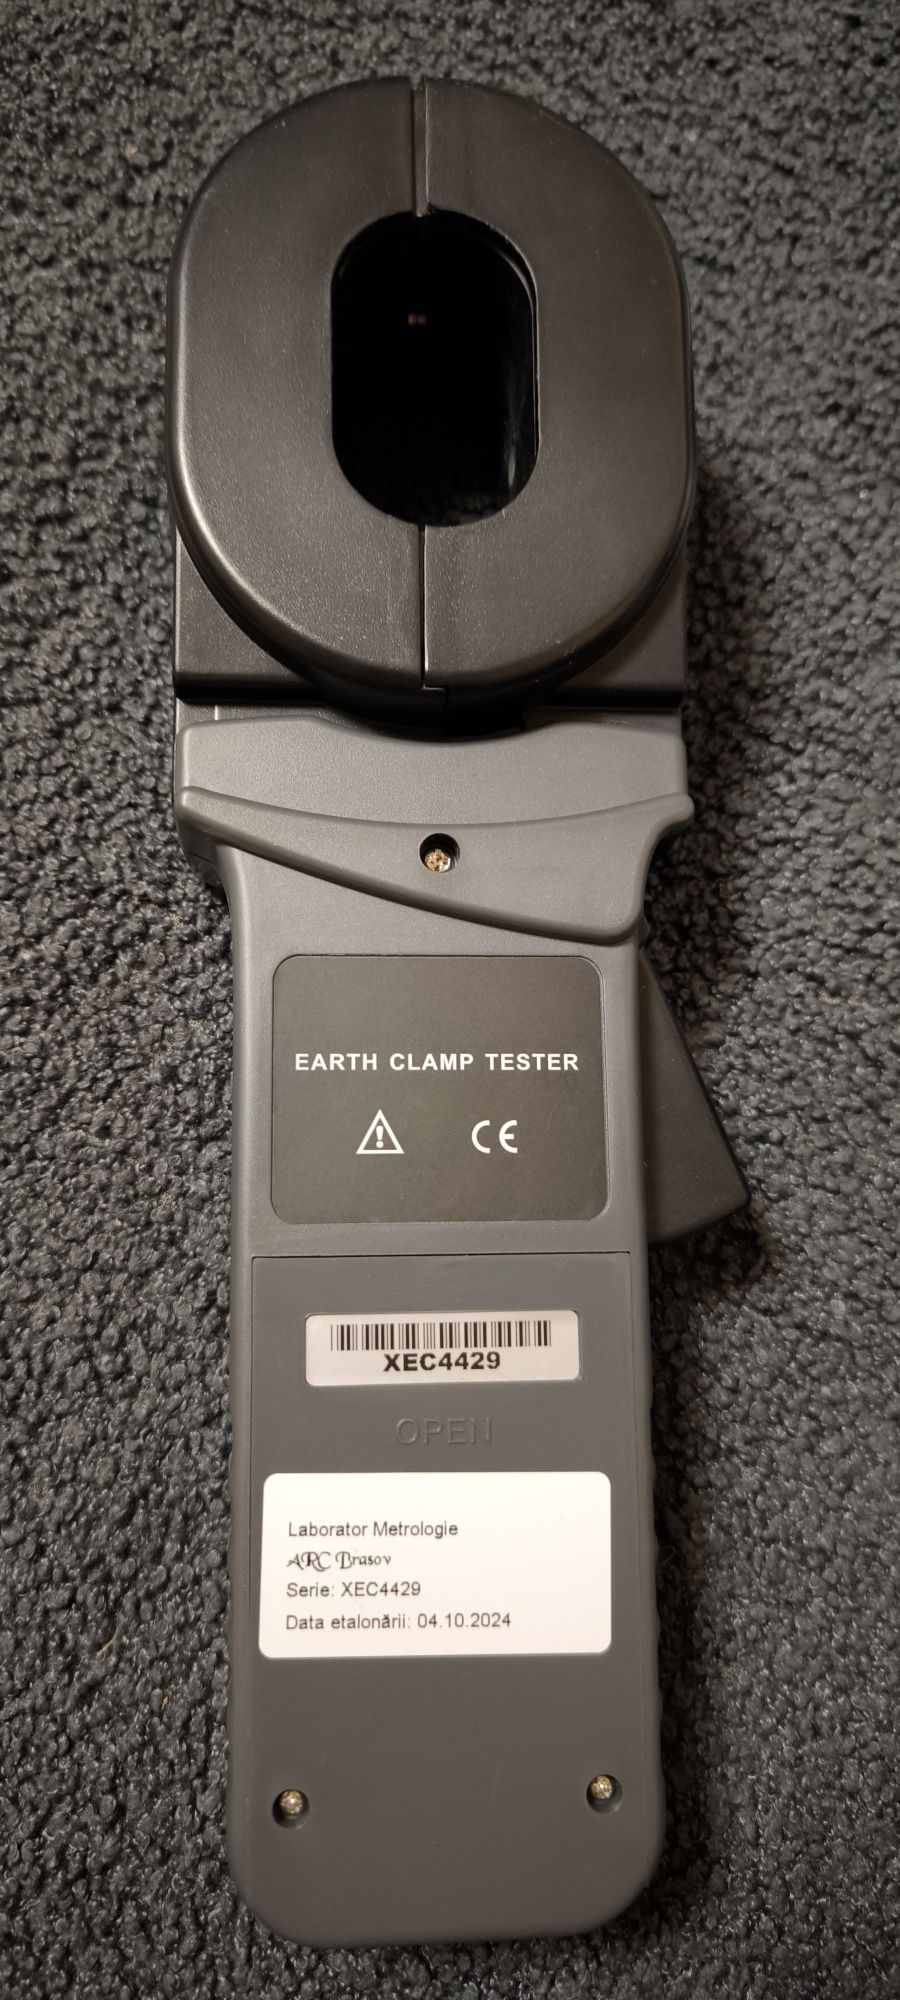 EARTH CLAMP TESTER
CE
XEC4429
OPEN
Laborator Metrologie
ARC Brasov
Serie: XEC4429
Data etalonării: 04.10.2024